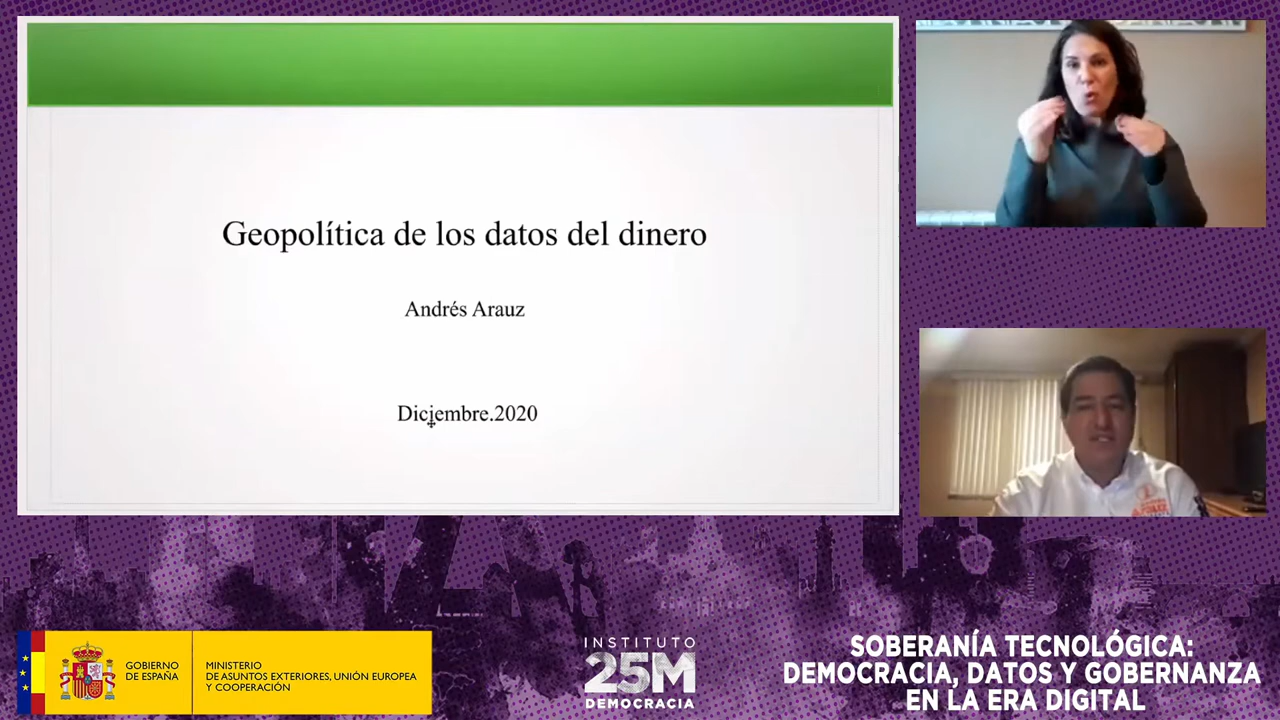 Geopolítica de los datos del dinero
Andrés Arauz
Diciembre.2020
GOBIERNO
DE ESPAÑA
MINISTERIO
DE ASUNTOS EXTERIORES, UNIÓN EUROPEA
Y COOPERACIÓN
INSTITUTO
25M
DEMOCRACIA
SOBERANÍA TECNOLÓGICA:
DEMOCRACIA, DATOS Y GOBERNANZA
EN LA ERA DIGITAL